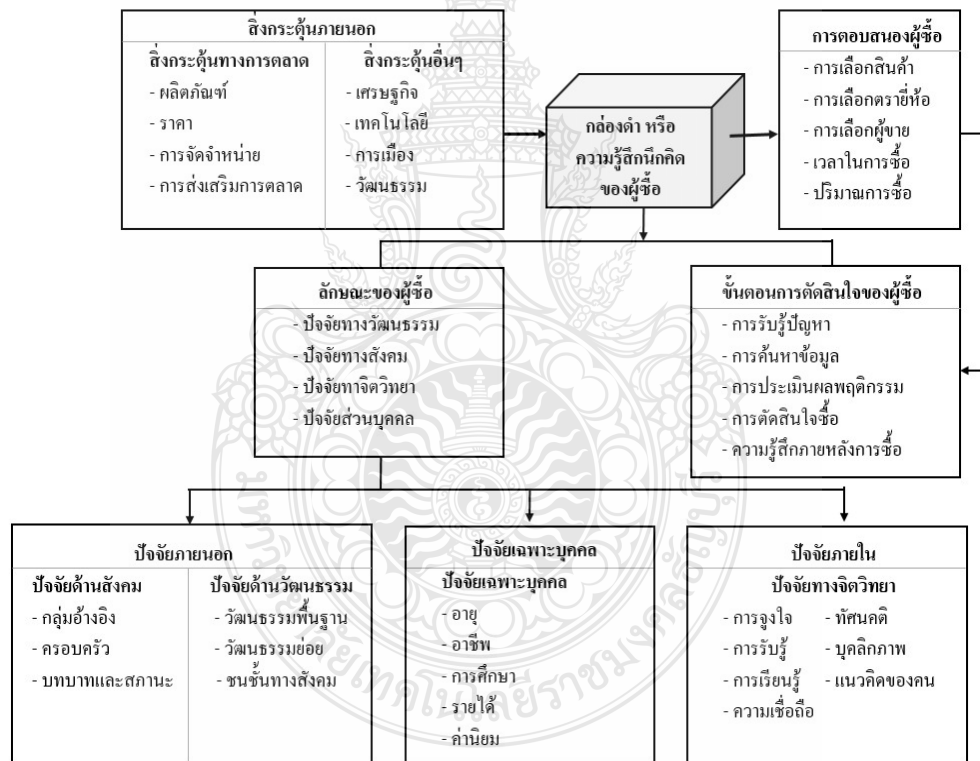 สิ่งกระตุ้นภายนอก
สิ่งกระตุ้นทางการตลาด
- ผลิตภัณฑ์
- ราคา
- การจัดจำหน่าย
- การส่งเสริมการตลาด
สิ่งกระตุ้นอื่นๆ
- เศรษฐกิจ
- เทคโนโลยี
- การเมือง
- วัฒนธรรม
กล่องดำ หรือ
ความรู้สึกนึกคิด
ของผู้ซื้อ
การตอบสนองผู้ซื้อ
- การเลือกสินค้า
- การเลือกตรายี่ห้อ
- การเลือกผู้ขาย
- เวลาในการซื้อ
- ปริมาณการซื้อ
ลักษณะของผู้ซื้อ
- ปัจจัยทางวัฒนธรรม
- ปัจจัยทางสังคม
- ปัจจัยทาจิตวิทยา
- ปัจจัยส่วนบุคคล
ขั้นตอนการตัดสินใจของผู้ซื้อ
- การรับรู้ปัญหา
- การค้นหาข้อมูล
- การประเมินผลพฤติกรรม
- การตัดสินใจซื้อ
- ความรู้สึกภายหลังการซื้อ
ปัจจัยภายนอก
ปัจจัยด้านสังคม
- กลุ่มอ้างอิง
- ครอบครัว
- บทบาทและสภานะ
ปัจจัยด้านวัฒนธรรม
- วัฒนธรรมพื้นฐาน
- วัฒนธรรมย่อย
- ชนชั้นทางสังคม
ปัจจัยเฉพาะบุคคล
ปัจจัยเฉพาะบุคคล
- อายุ
- อาชีพ
- การศึกษา
- รายได้
- ค่านิยม
ปัจจัยภายใน
ปัจจัยทางจิตวิทยา
- การจูงใจ
- การรับรู้
- การเรียนรู้
- ความเชื่อถือ
- ทัศนคติ
- บุคลิกภาพ
- แนวคิดของคน
มหาวิทยาลัยเทคโนโลยีราชมงคลธัญบุรี